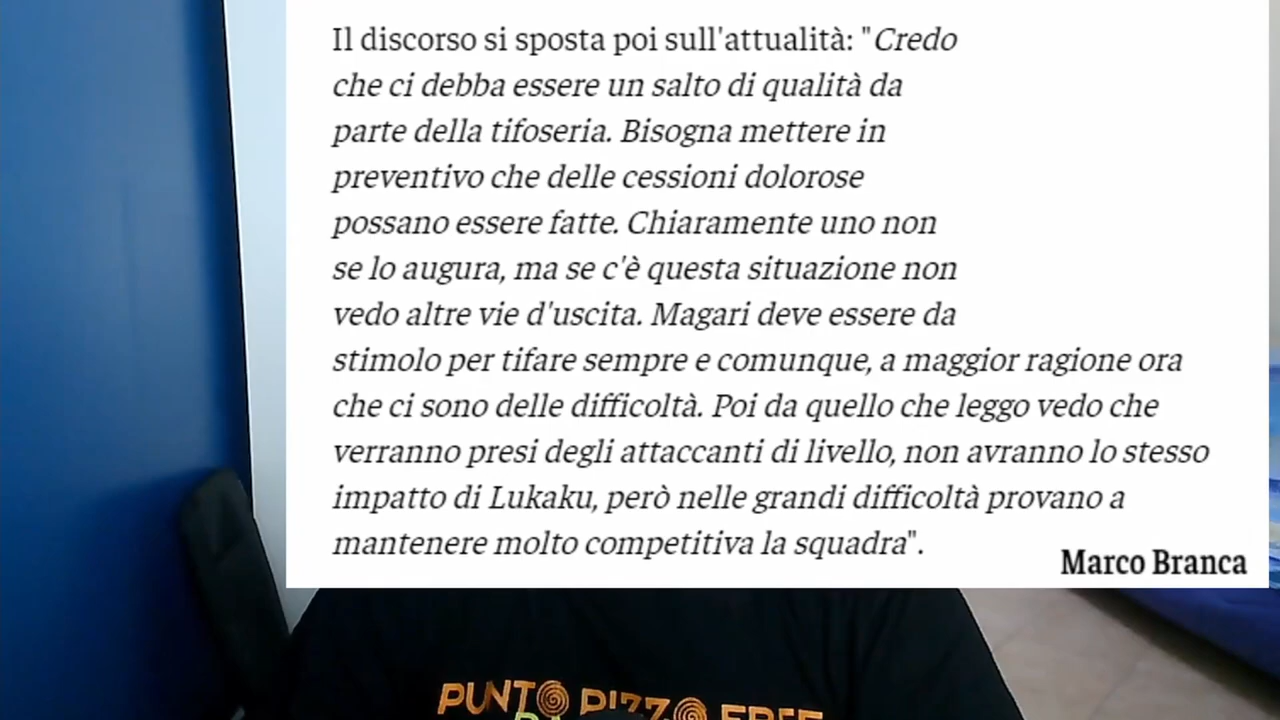 Il discorso si sposta poi sull'attualità: "Credo
che ci debba essere un salto di qualità da
parte della tifoseria. Bisogna mettere in
preventivo che delle cessioni dolorose
possano essere fatte. Chiaramente uno non
se lo augura, ma se c'è questa situazione non
vedo altre vie d'uscita. Magari deve essere da
stimolo per tifare sempre e comunque, a maggior ragione ora
che ci sono delle difficoltà. Poi da quello che leggo vedo che
verranno presi degli attaccanti di livello, non avranno lo stesso
impatto di Lukaku, però nelle grandi difficoltà provano a
mantenere molto competitiva la squadra".
Marco Branca
PUNTO PIZZO FREE